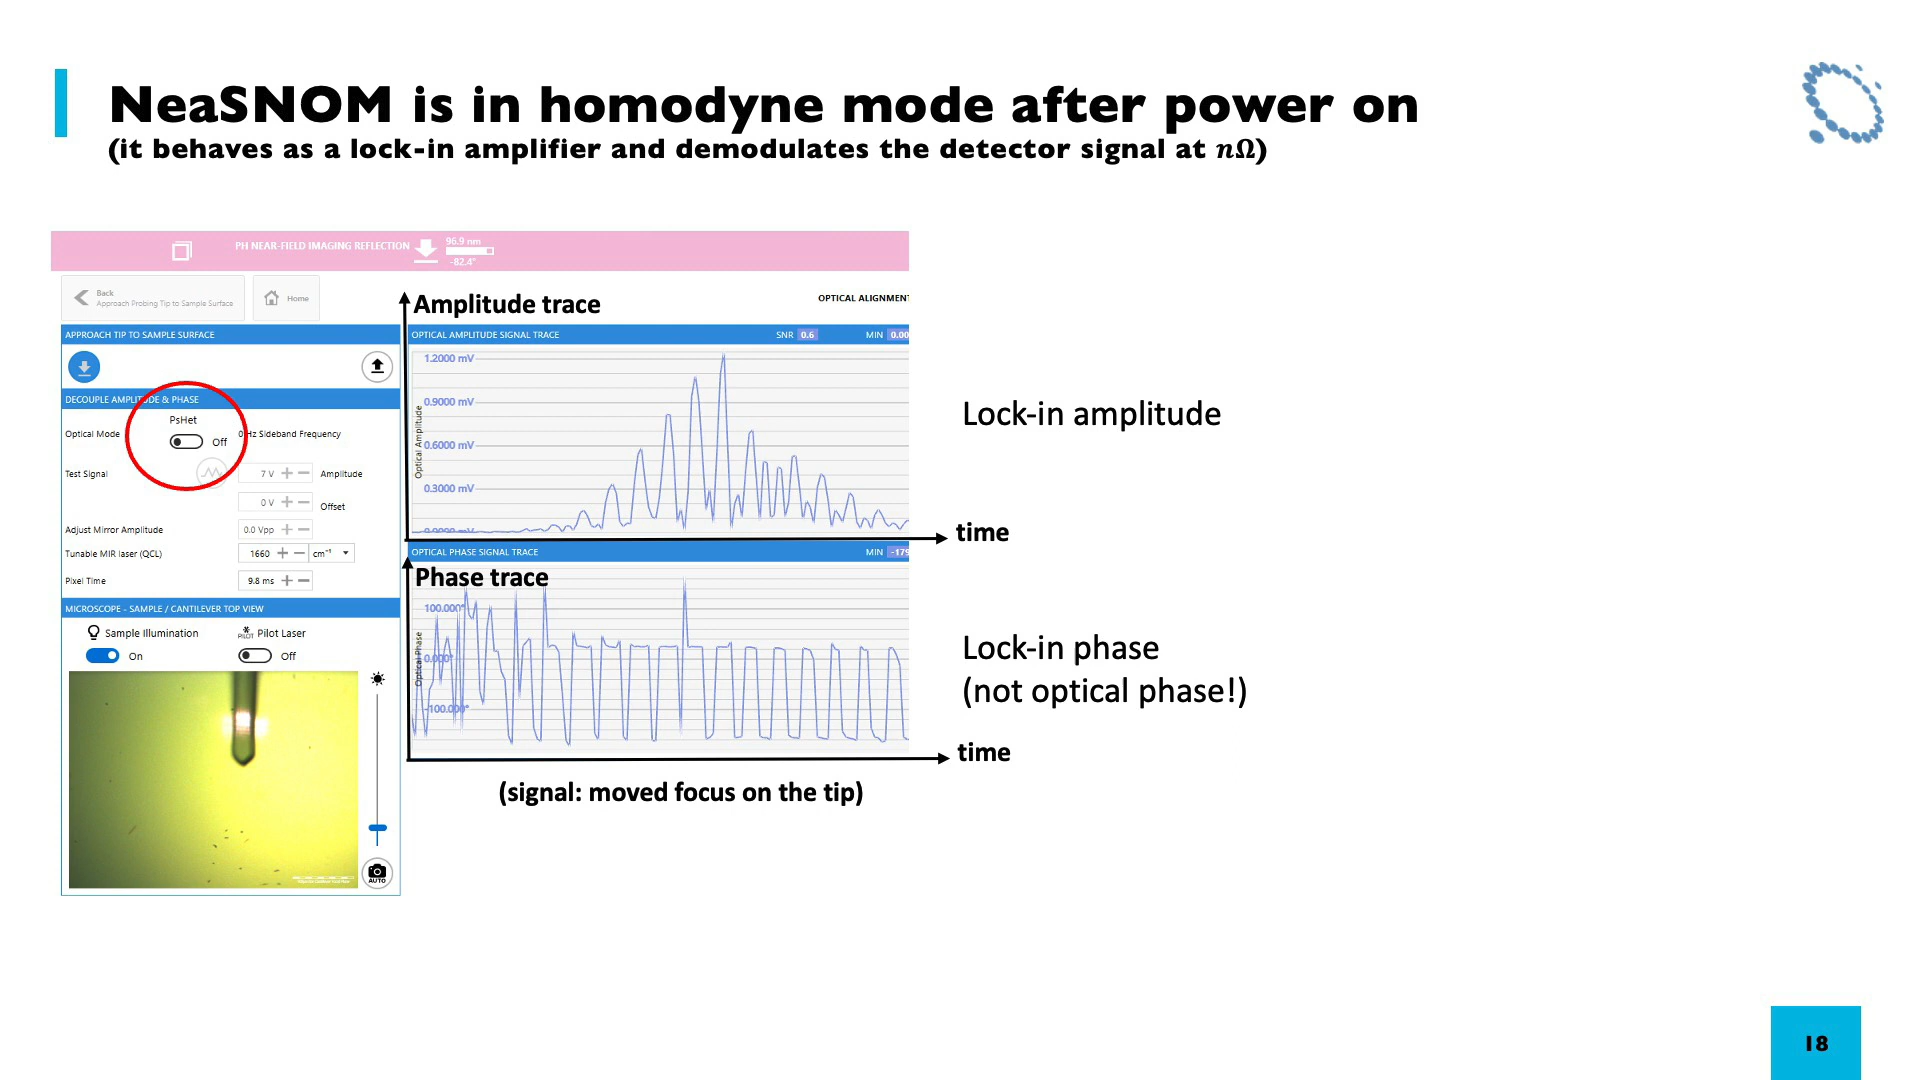 NeaSNOM is in homodyne mode after power on
(it behaves as a lock-in amplifier and demodulates the detector signal at nΩ)
PH NEAR-FIELD IMAGING REFLECTION
96.9 nm
-82.4°
Back
Approach Probing Tip to Sample Surface
Home
Amplitude trace
OPTICAL ALIGNMENT
APPROACH TIP TO SAMPLE SURFACE
OPTICAL AMPLITUDE SIGNAL TRACE
SNR 0.6
MIN 0.00
1.2000 mV
0.9000 mV
0.6000 mV
0.3000 mV
0.0000 mV
Optical Amplitude
time
Lock-in amplitude
DECOUPLE AMPLITUDE & PHASE
PsHet
Optical Mode
Off
0 Hz Sideband Frequency
Test Signal
7 V
Amplitude
0 V
Offset
Adjust Mirror Amplitude
0.0 Vpp
Tunable MIR laser (QCL)
1660
cm⁻¹
Pixel Time
9.8 ms
OPTICAL PHASE SIGNAL TRACE
MIN -179
Phase trace
100.000°
0.000°
-100.000°
Optical Phase
time
Lock-in phase
(not optical phase!)
(signal: moved focus on the tip)
MICROSCOPE - SAMPLE / CANTILEVER TOP VIEW
Sample Illumination
PILOT
Pilot Laser
On
Off
AUTO
18